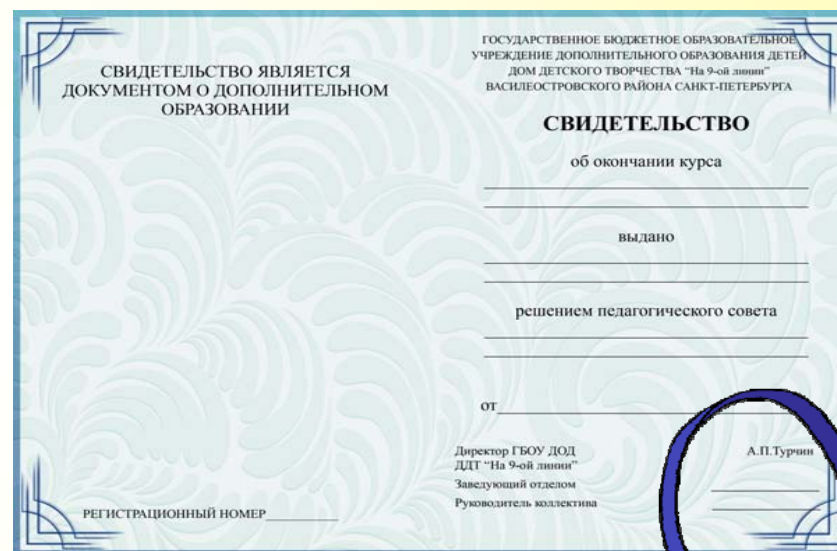 СВИДЕТЕЛЬСТВО ЯВЛЯЕТСЯ
ДОКУМЕНТОМ О ДОПОЛНИТЕЛЬНОМ
ОБРАЗОВАНИИ
РЕГИСТРАЦИОННЫЙ НОМЕР___________
ГОСУДАРСТВЕННОЕ БЮДЖЕТНОЕ ОБРАЗОВАТЕЛЬНОЕ
УЧРЕЖДЕНИЕ ДОПОЛНИТЕЛЬНОГО ОБРАЗОВАНИЯ ДЕТЕЙ
ДОМ ДЕТСКОГО ТВОРЧЕСТВА "На 9-ой линии"
ВАСИЛЕОСТРОВСКОГО РАЙОНА САНКТ-ПЕТЕРБУРГА
СВИДЕТЕЛЬСТВО
об окончании курса
выдано
решением педагогического совета
от
Директор ГБОУ ДОД
ДДТ "На 9-ой линии" А.П.Турчин
Заведующий отделом
Руководитель коллектива